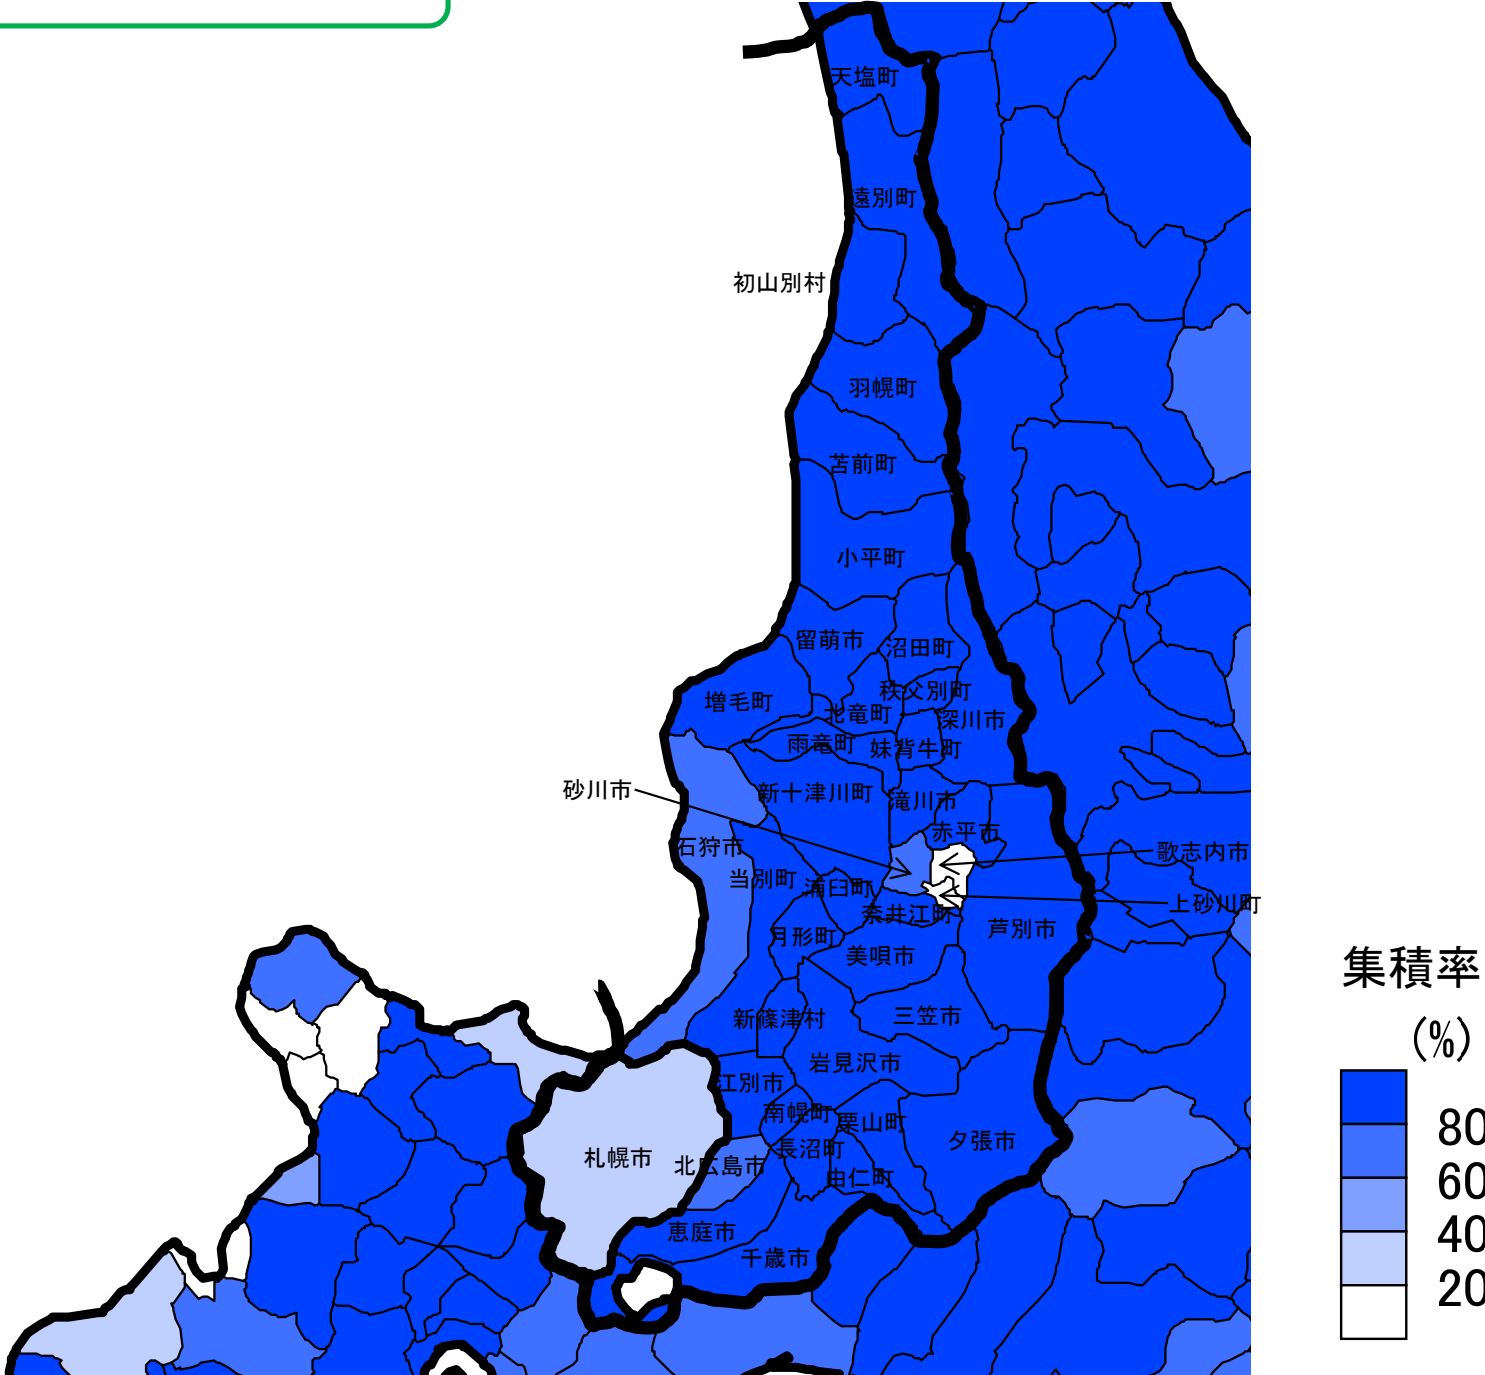 天塩町
遠別町
初山別村
羽幌町
苫前町
小平町
留萌市
沼田町
秩父別町
増毛町
北竜町
深川市
雨竜町
妹背牛町
砂川市
新十津川町
滝川市
赤平市
石狩市
歌志内市
当別町
浦臼町
上砂川町
奈井江町
芦別市
月形町
美唄市
集積率
新篠津村
三笠市
(%)
岩見沢市
江別市
南幌町
栗山町
80
夕張市
長沼町
札幌市
北広島市
由仁町
60
恵庭市
40
千歳市
20